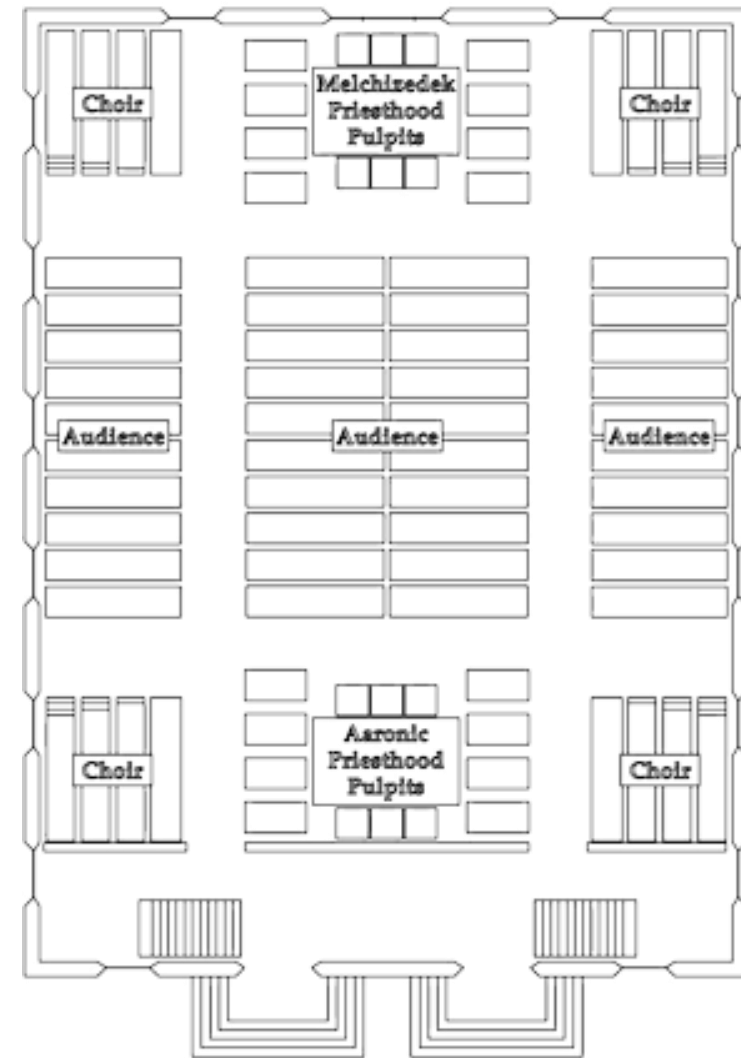 Choir
Melchizedek
Priesthood
Pulpits
Choir
Audience
Audience
Audience
Choir
Aaronic
Priesthood
Pulpits
Choir